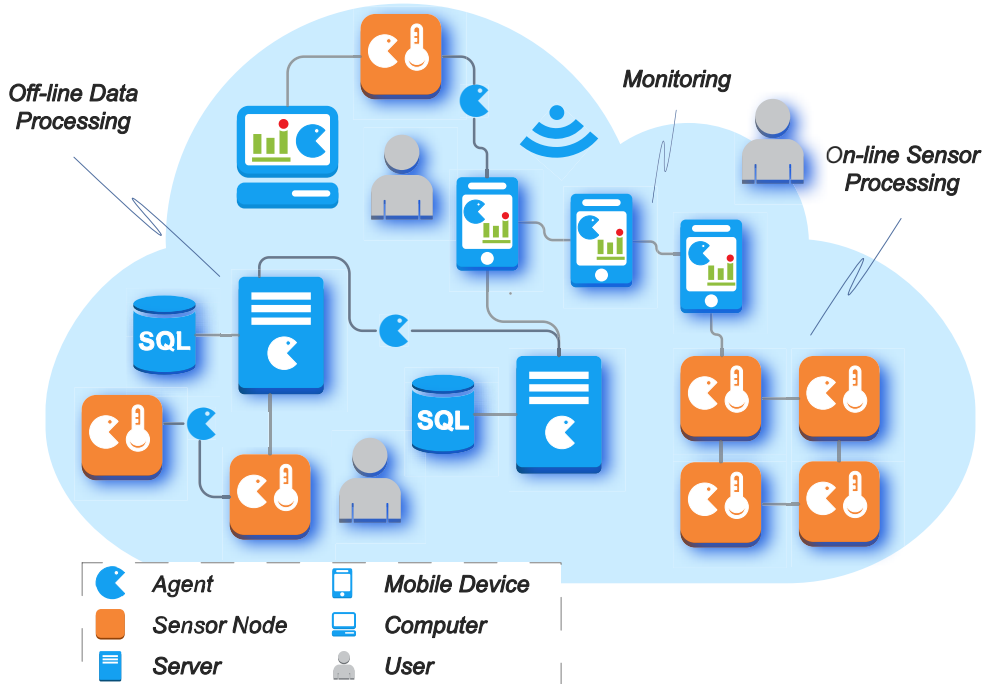 Off-line Data
Processing
Monitoring
On-line Sensor
Processing
SQL
SQL
Agent
Mobile Device
Sensor Node
Computer
Server
User